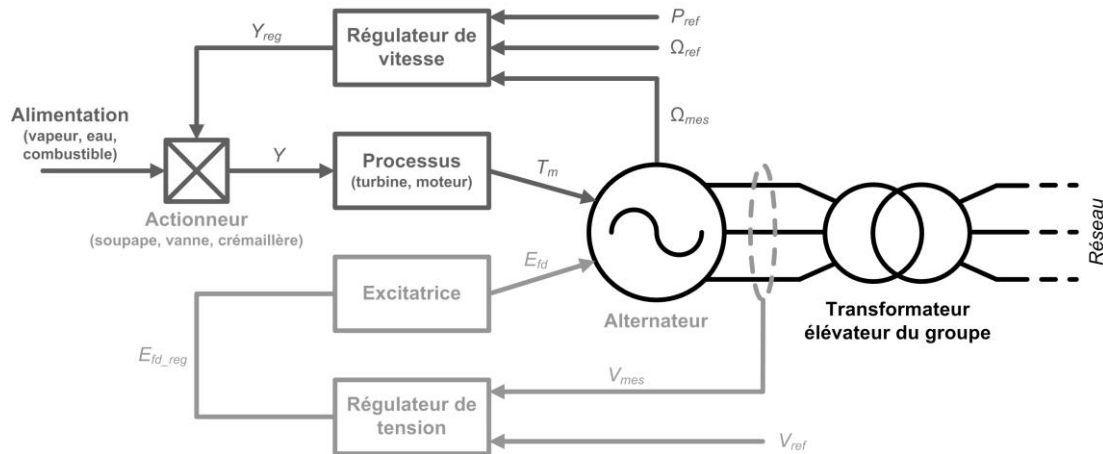 P_ref
Y_reg
Régulateur de
vitesse
Ω_ref
Ω_mes
Alimentation
(vapeur, eau,
combustible)
Y
Processus
(turbine, moteur)
T_m
Actionneur
(soupape, vanne, crémaillère)
E_fd
Excitatrice
Alternateur
Réseau
Transformateur
élévateur du groupe
E_fd_reg
V_mes
Régulateur de
tension
V_ref